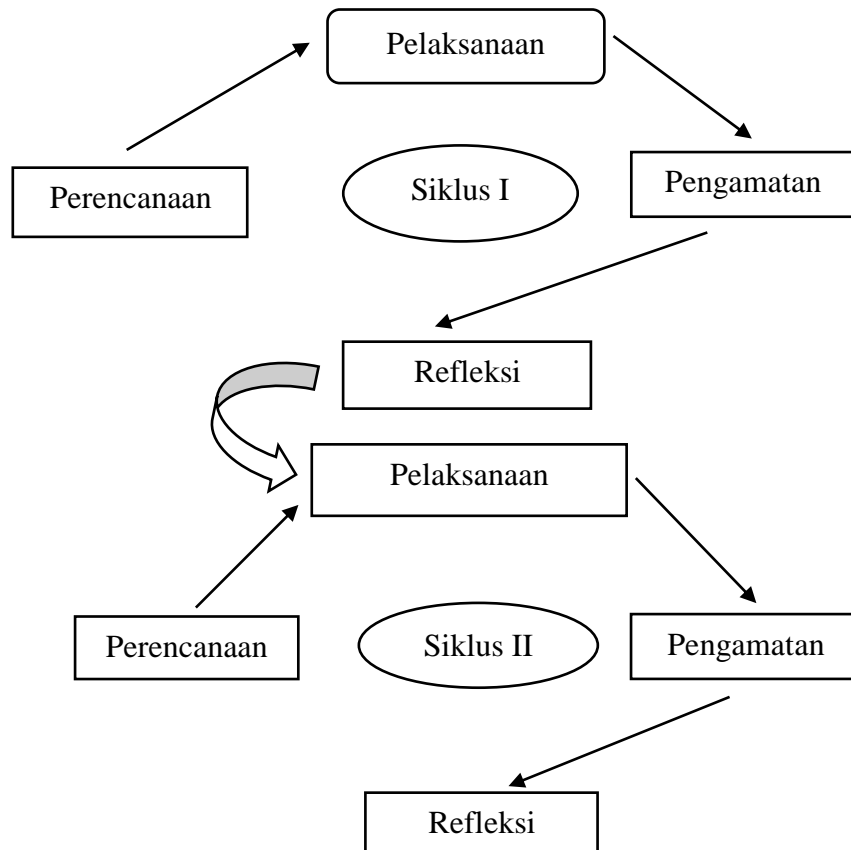 Pelaksanaan
Perencanaan
Siklus I
Pengamatan
Refleksi
Pelaksanaan
Perencanaan
Siklus II
Pengamatan
Refleksi